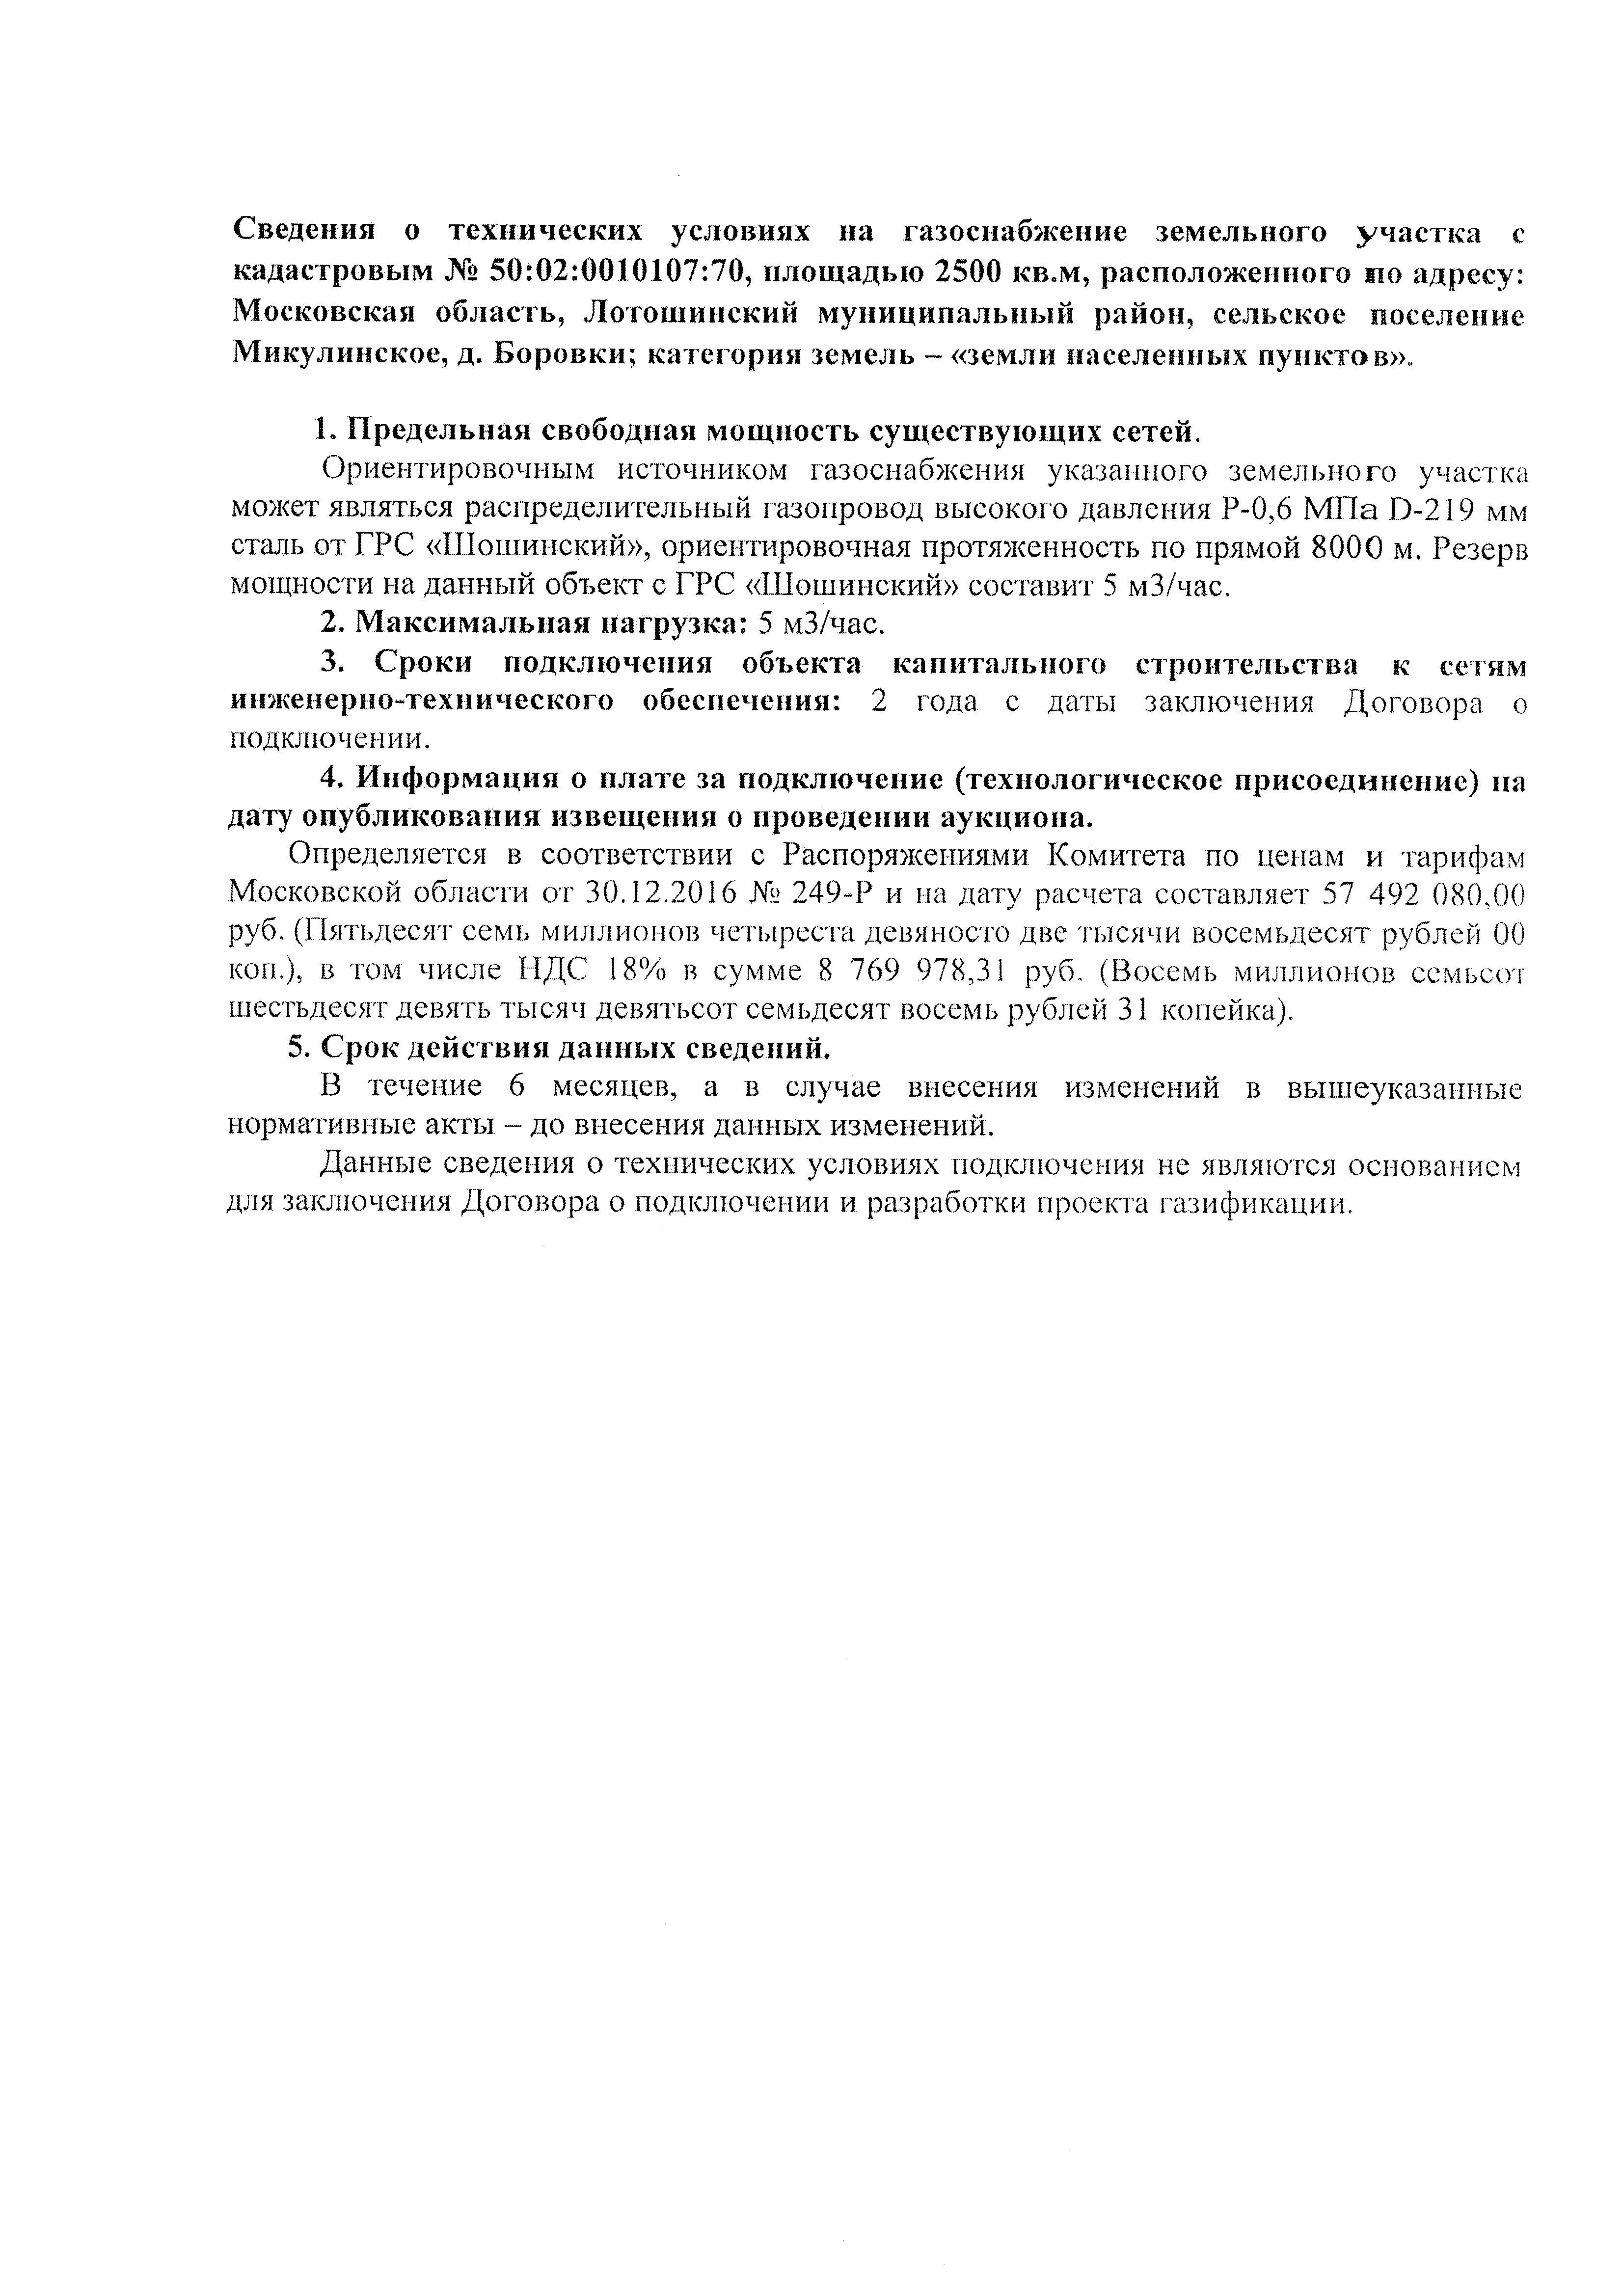 Сведения о технических условиях на газоснабжение земельного участка с
кадастровым № 50:02:0010107:70, площадью 2500 кв.м, расположенного по адресу:
Московская область, Лотошинский муниципальный район, сельское поселение
Микулинское, д. Боровки; категория земель – «земли населенных пунктов».
1. Предельная свободная мощность существующих сетей.
Ориентировочным источником газоснабжения указанного земельного участка
может являться распределительный газопровод высокого давления Р-0,6 МПа D-219 мм
сталь от ГРС «Шошинский», ориентировочная протяженность по прямой 8000 м. Резерв
мощности на данный объект с ГРС «Шошинский» составит 5 м3/час.
2. Максимальная нагрузка: 5 м3/час.
3. Сроки подключения объекта капитального строительства к сетям
инженерно-технического обеспечения: 2 года с даты заключения Договора о
подключении.
4. Информация о плате за подключение (технологическое присоединение) на
дату опубликования извещения о проведении аукциона.
Определяется в соответствии с Распоряжениями Комитета по ценам и тарифам
Московской области от 30.12.2016 № 249-Р и на дату расчета составляет 57 492 080,00
руб. (Пятьдесят семь миллионов четыреста девяносто две тысячи восемьдесят рублей 00
коп.), в том числе НДС 18% в сумме 8 769 978,31 руб. (Восемь миллионов семьсот
шестьдесят девять тысяч девятьсот семьдесят восемь рублей 31 копейка).
5. Срок действия данных сведений.
В течение 6 месяцев, а в случае внесения изменений в вышеуказанные
нормативные акты – до внесения данных изменений.
Данные сведения о технических условиях подключения не являются основанием
для заключения Договора о подключении и разработки проекта газификации.